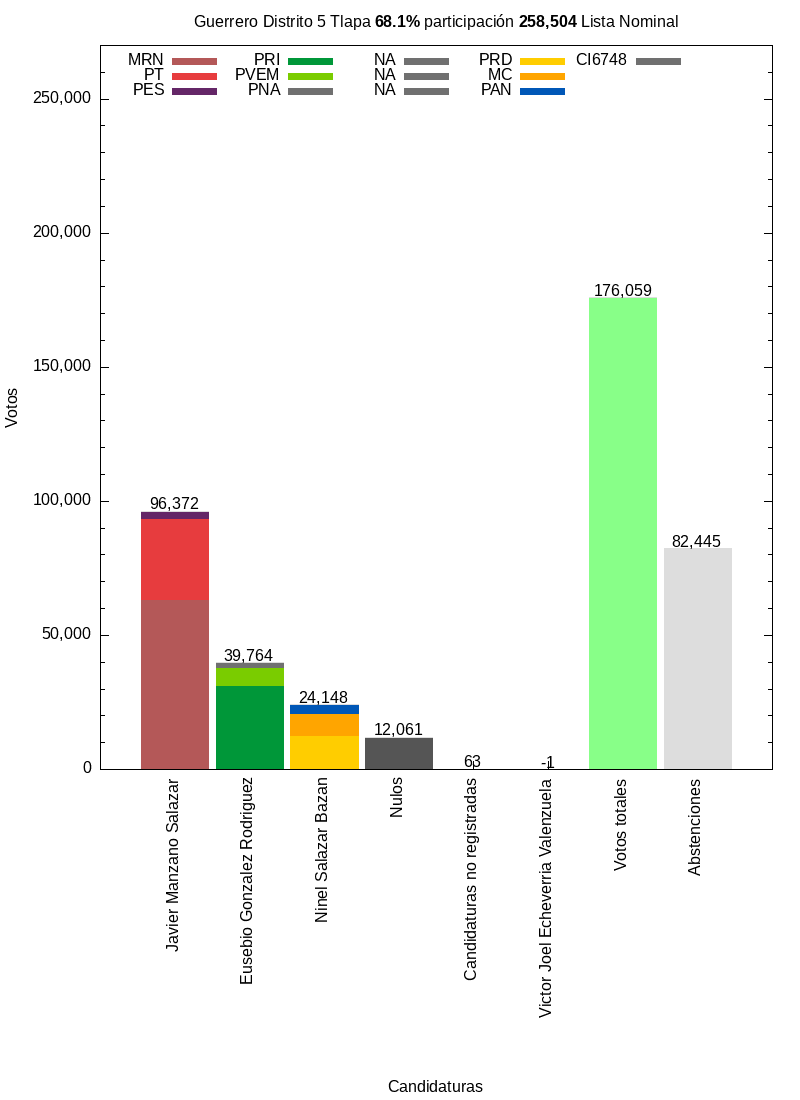 Guerrero Distrito 5 Tlapa 68.1% participación 258,504 Lista Nominal
MRN PRI NA PRD CI6748
PT PVEM NA MC
PES PNA NA PAN
250,000
200,000
150,000
100,000
50,000
0
Votos
96,372
39,764
24,148
12,061
63
-1
176,059
82,445
Javier Manzano Salazar
Eusebio Gonzalez Rodriguez
Ninel Salazar Bazan
Nulos
Candidaturas no registradas
Victor Joel Echeverria Valenzuela
Votos totales
Abstenciones
Candidaturas